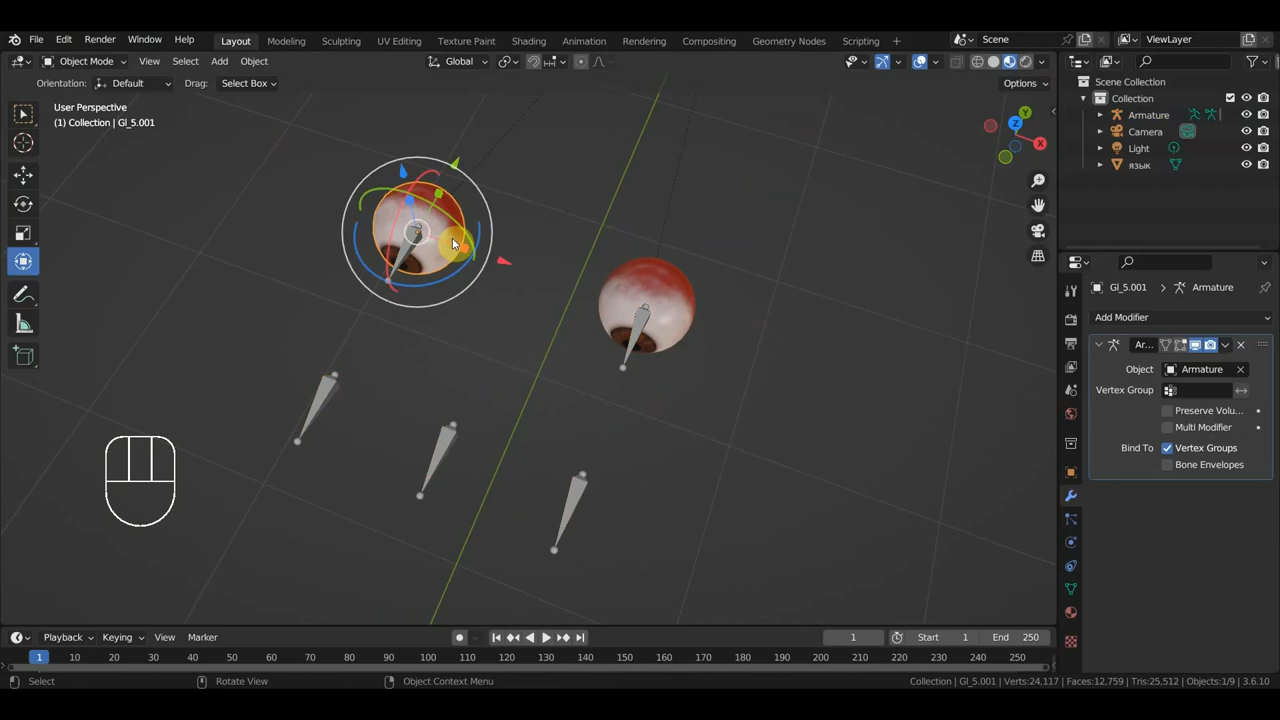 File Edit Render Window Help Layout Modeling Sculpting UV Editing Texture Paint Shading Animation Rendering Compositing Geometry Nodes Scripting + Scene ViewLayer
Object Mode View Select Add Object Global Options
Orientation: Default Drag: Select Box
User Perspective
(1) Collection | Gl_5.001
Z
Y
X
Scene Collection
Collection
Armature
Camera
Light
язык
Gl_5.001 > Armature
Add Modifier
Ar...
Object Armature
Vertex Group
Preserve Volu...
Multi Modifier
Bind To Vertex Groups
Bone Envelopes
Playback Keying View Marker 1 Start 1 End 250
1 10 20 30 40 50 60 70 80 90 100 110 120 130 140 150 160 170 180 190 200 210 220 230 240 250
Select Rotate View Object Context Menu Collection | Gl_5.001 | Verts:24,117 | Faces:12,759 | Tris:25,512 | Objects:1/9 | 3.6.10